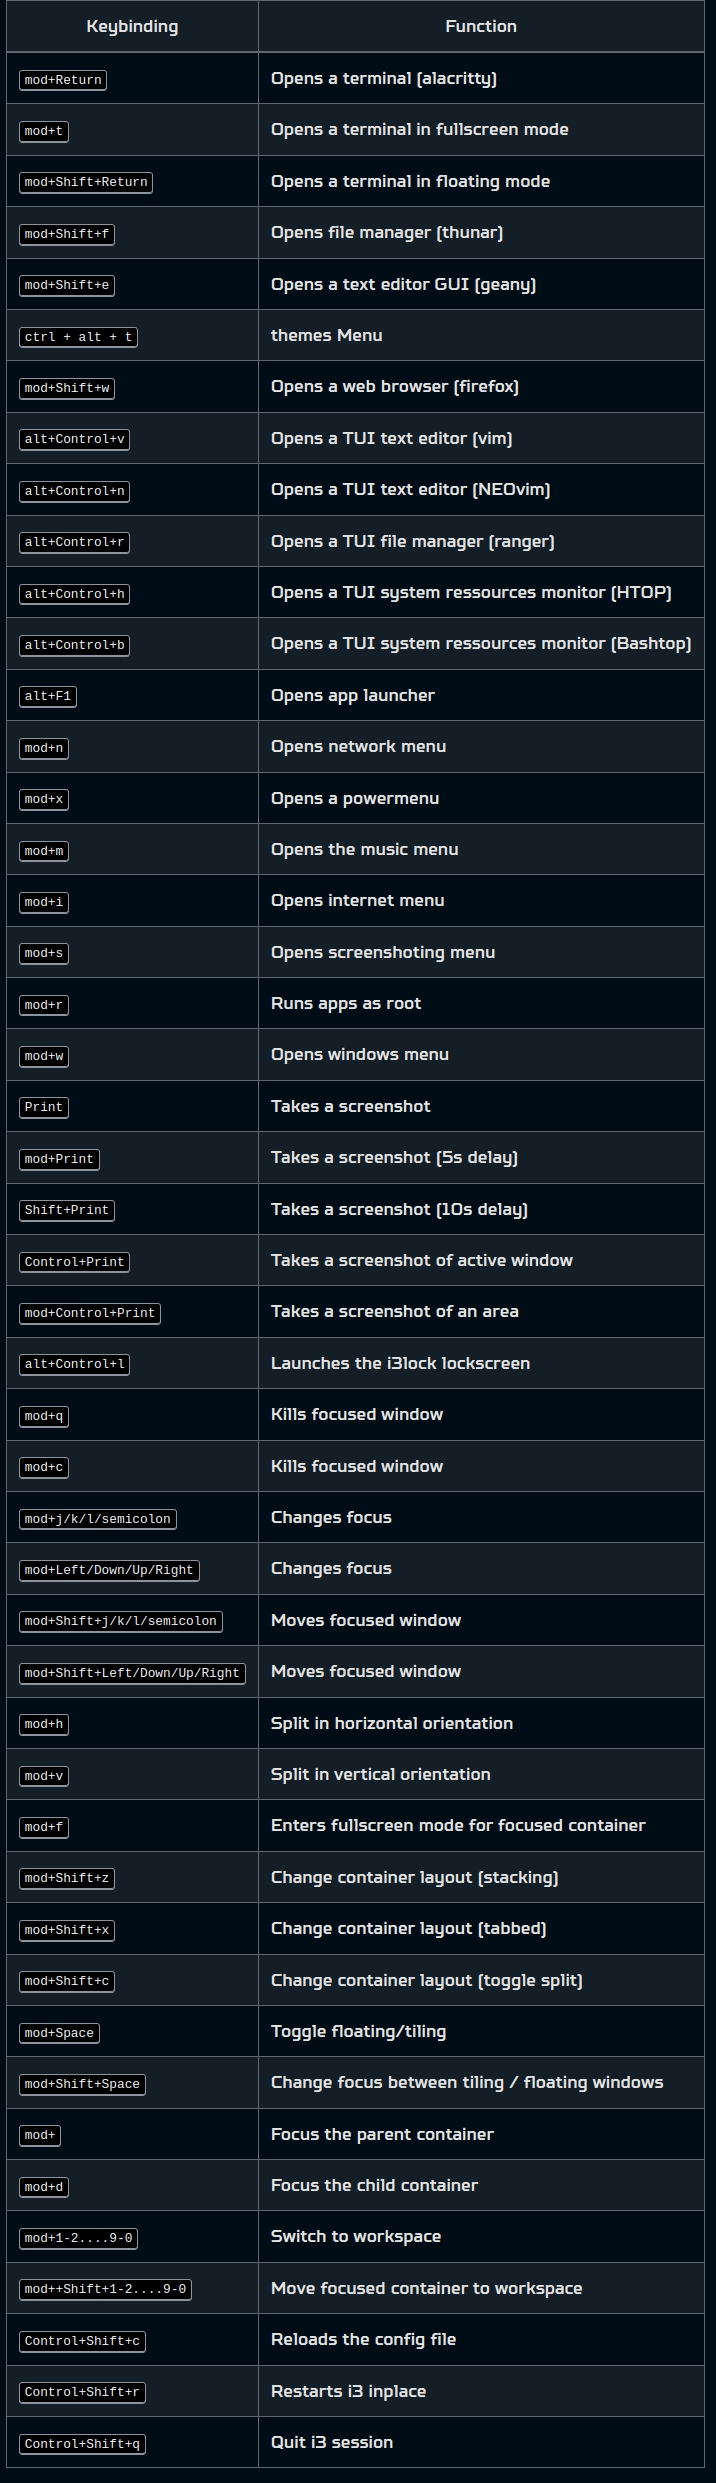 Keybinding Function
mod+Return Opens a terminal (alacritty)
mod+t Opens a terminal in fullscreen mode
mod+Shift+Return Opens a terminal in floating mode
mod+Shift+f Opens file manager (thunar)
mod+Shift+e Opens a text editor GUI (geany)
ctrl + alt + t themes Menu
mod+Shift+w Opens a web browser (firefox)
alt+Control+v Opens a TUI text editor (vim)
alt+Control+n Opens a TUI text editor (NEOvim)
alt+Control+r Opens a TUI file manager (ranger)
alt+Control+h Opens a TUI system ressources monitor (HTOP)
alt+Control+b Opens a TUI system ressources monitor (Bashtop)
alt+F1 Opens app launcher
mod+n Opens network menu
mod+x Opens a powermenu
mod+m Opens the music menu
mod+i Opens internet menu
mod+s Opens screenshoting menu
mod+r Runs apps as root
mod+w Opens windows menu
Print Takes a screenshot
mod+Print Takes a screenshot (5s delay)
Shift+Print Takes a screenshot (10s delay)
Control+Print Takes a screenshot of active window
mod+Control+Print Takes a screenshot of an area
alt+Control+l Launches the i3lock lockscreen
mod+q Kills focused window
mod+c Kills focused window
mod+j/k/l/semicolon Changes focus
mod+Left/Down/Up/Right Changes focus
mod+Shift+j/k/l/semicolon Moves focused window
mod+Shift+Left/Down/Up/Right Moves focused window
mod+h Split in horizontal orientation
mod+v Split in vertical orientation
mod+f Enters fullscreen mode for focused container
mod+Shift+z Change container layout (stacking)
mod+Shift+x Change container layout (tabbed)
mod+Shift+c Change container layout (toggle split)
mod+Space Toggle floating/tiling
mod+Shift+Space Change focus between tiling / floating windows
mod+ Focus the parent container
mod+d Focus the child container
mod+1-2....9-0 Switch to workspace
mod++Shift+1-2....9-0 Move focused container to workspace
Control+Shift+c Reloads the config file
Control+Shift+r Restarts i3 inplace
Control+Shift+q Quit i3 session